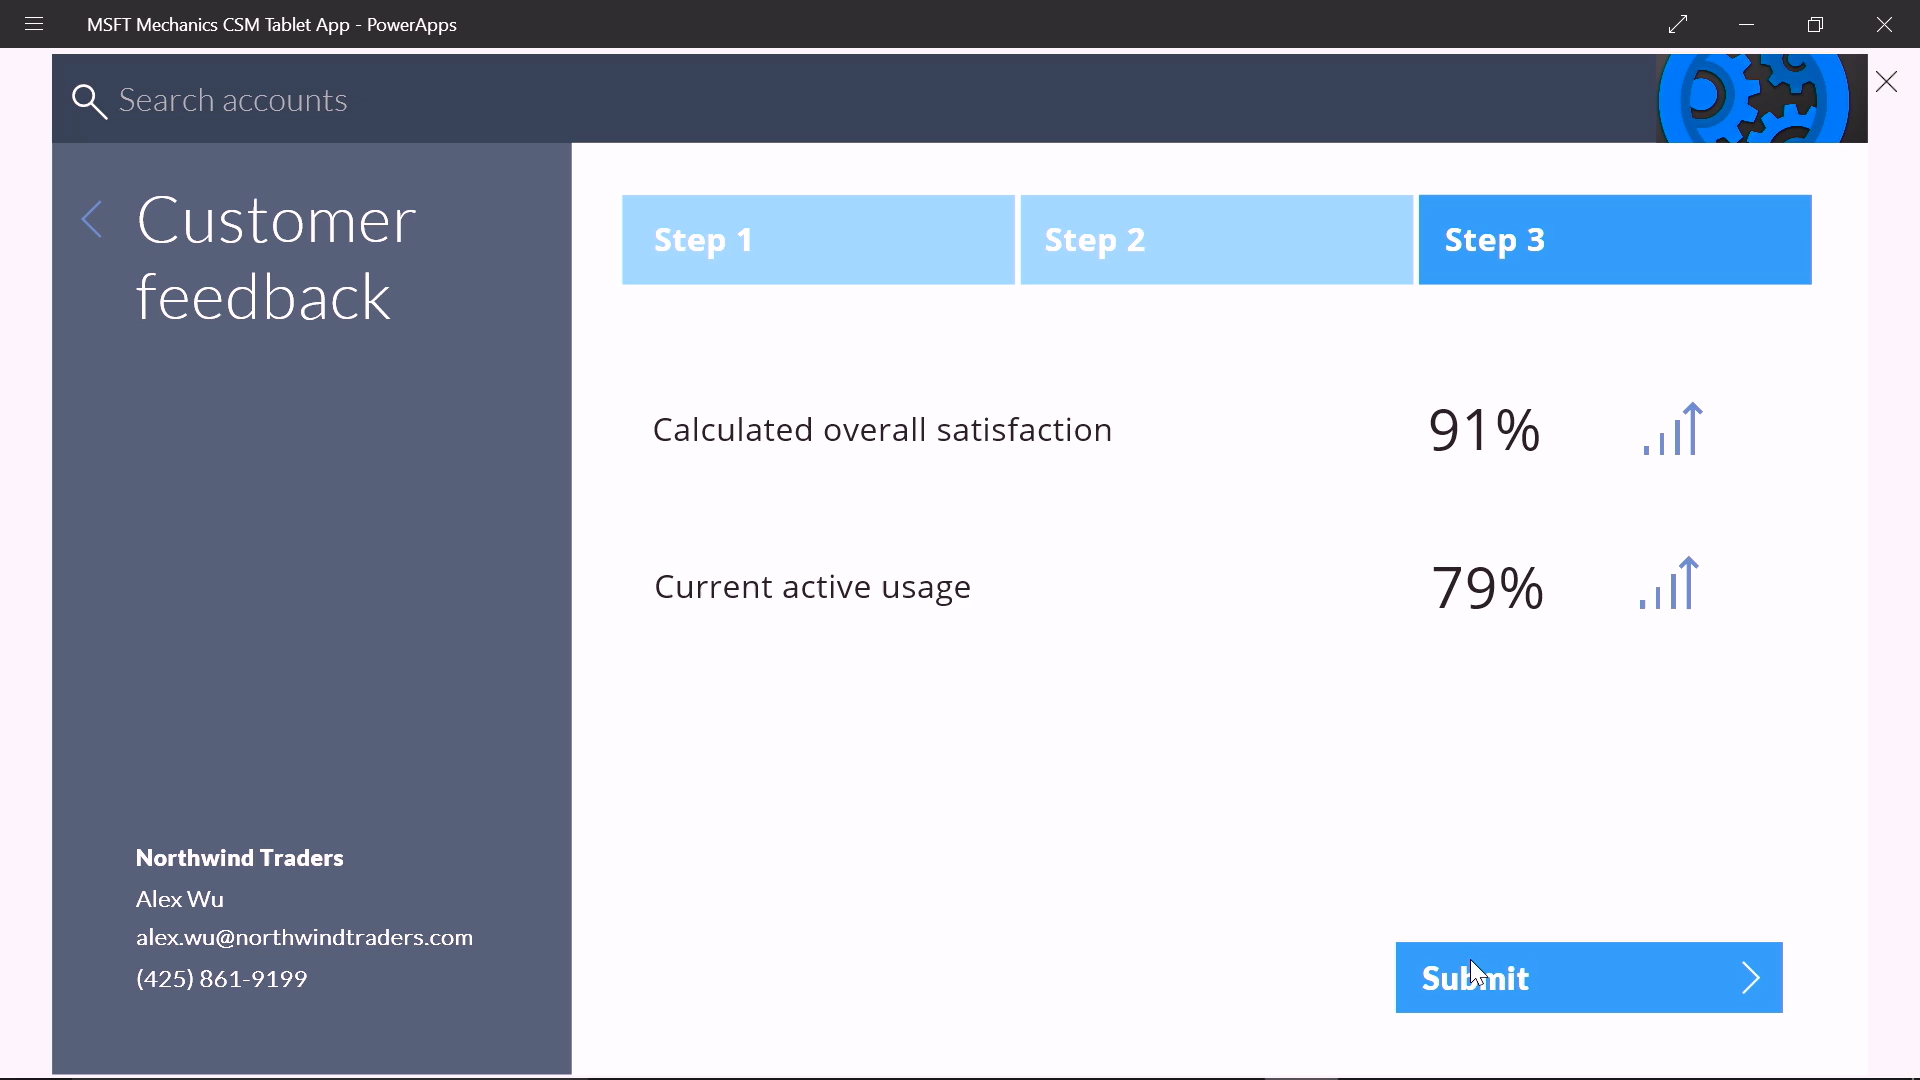 MSFT Mechanics CSM Tablet App - PowerApps
Search accounts
Customer
feedback
Step 1
Step 2
Step 3
Calculated overall satisfaction
91%
Current active usage
79%
Northwind Traders
Alex Wu
alex.wu@northwindtraders.com
(425) 861-9199
Submit